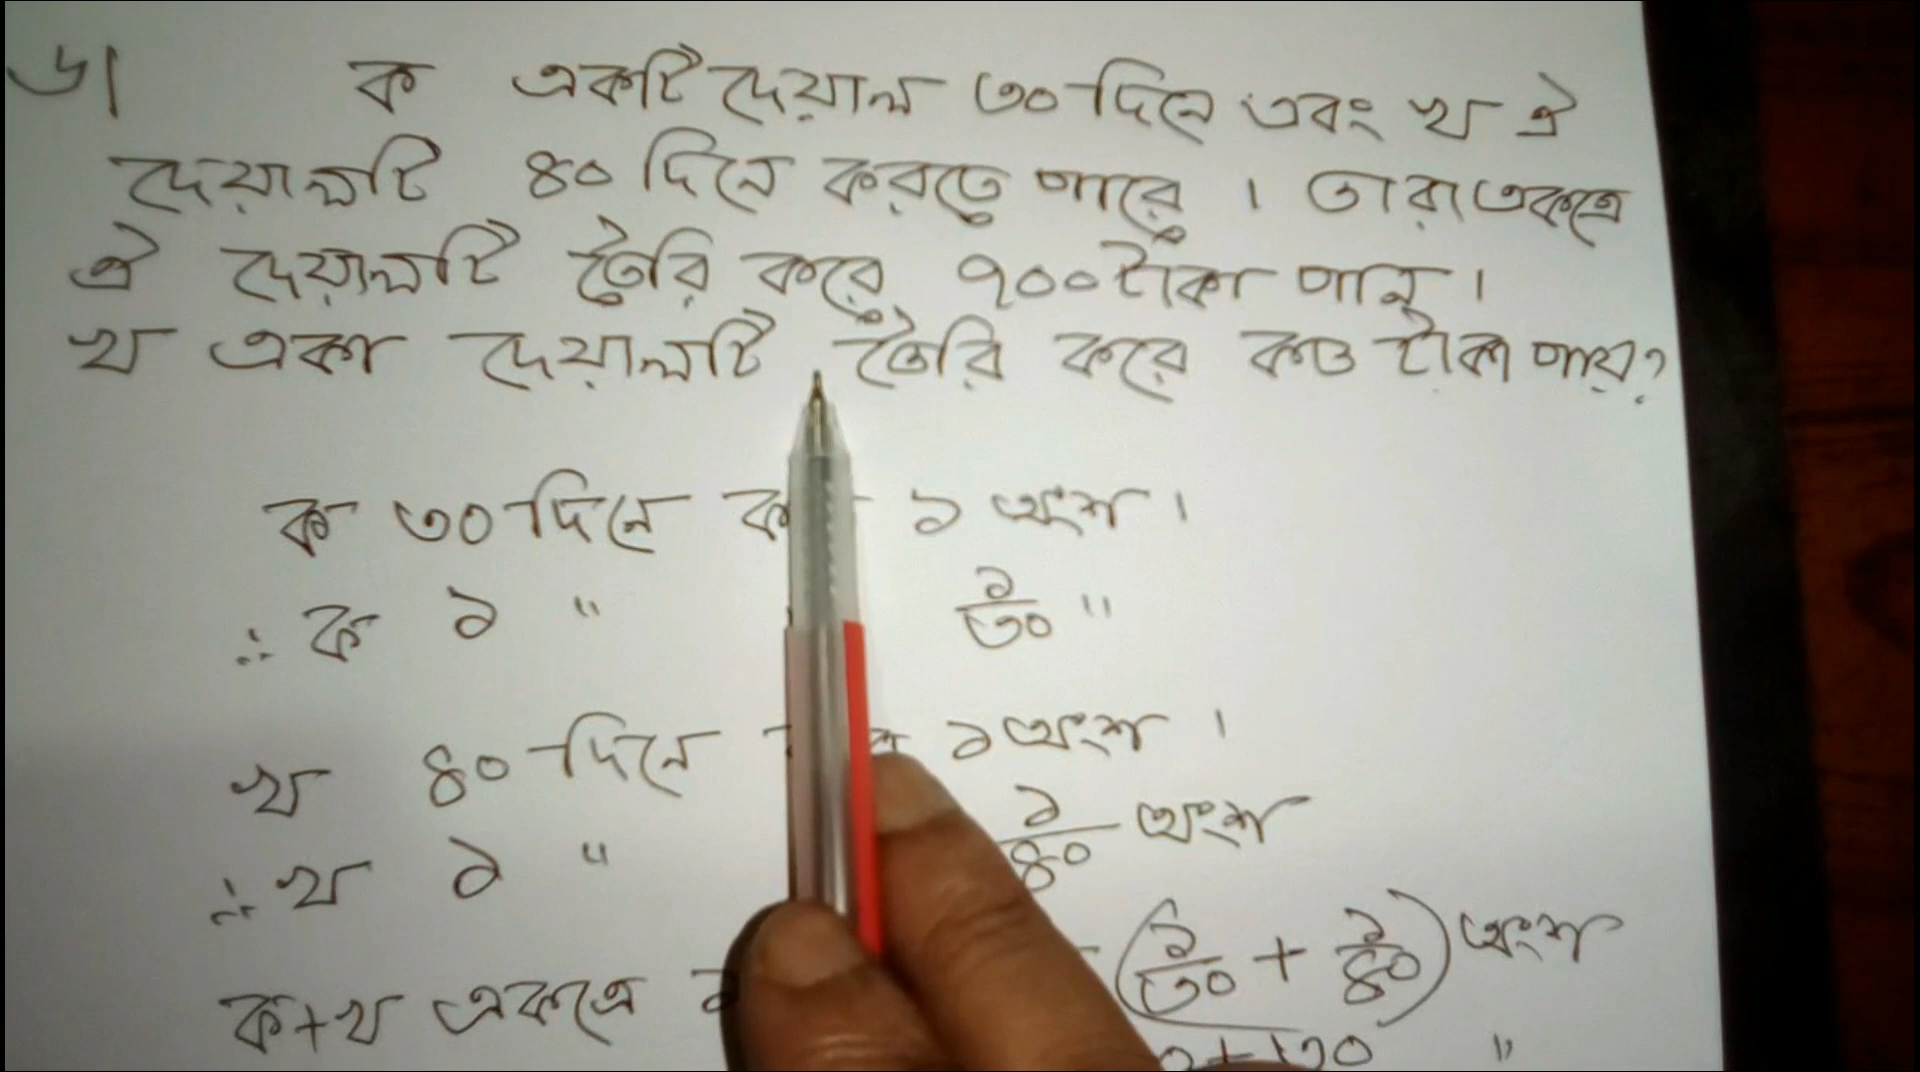 ৬। ক একটি দেয়াল ৩০ দিনে এবং খ ঐ
দেয়ালটি ৪০ দিনে করতে পারে । তারা একত্রে
ঐ দেয়ালটি তৈরি করে ৭০০ টাকা পান ।
খ একা দেয়ালটি তৈরি করে কত টাকা পায়?
ক ৩০ দিনে ১ অংশ ।
∴ ক ১ " ১/৩০ "
খ ৪০ দিনে ১ অংশ ।
∴ খ ১ " ১/৪০ অংশ
ক+খ একত্রে (১/৩০ + ১/৪০) অংশ
"